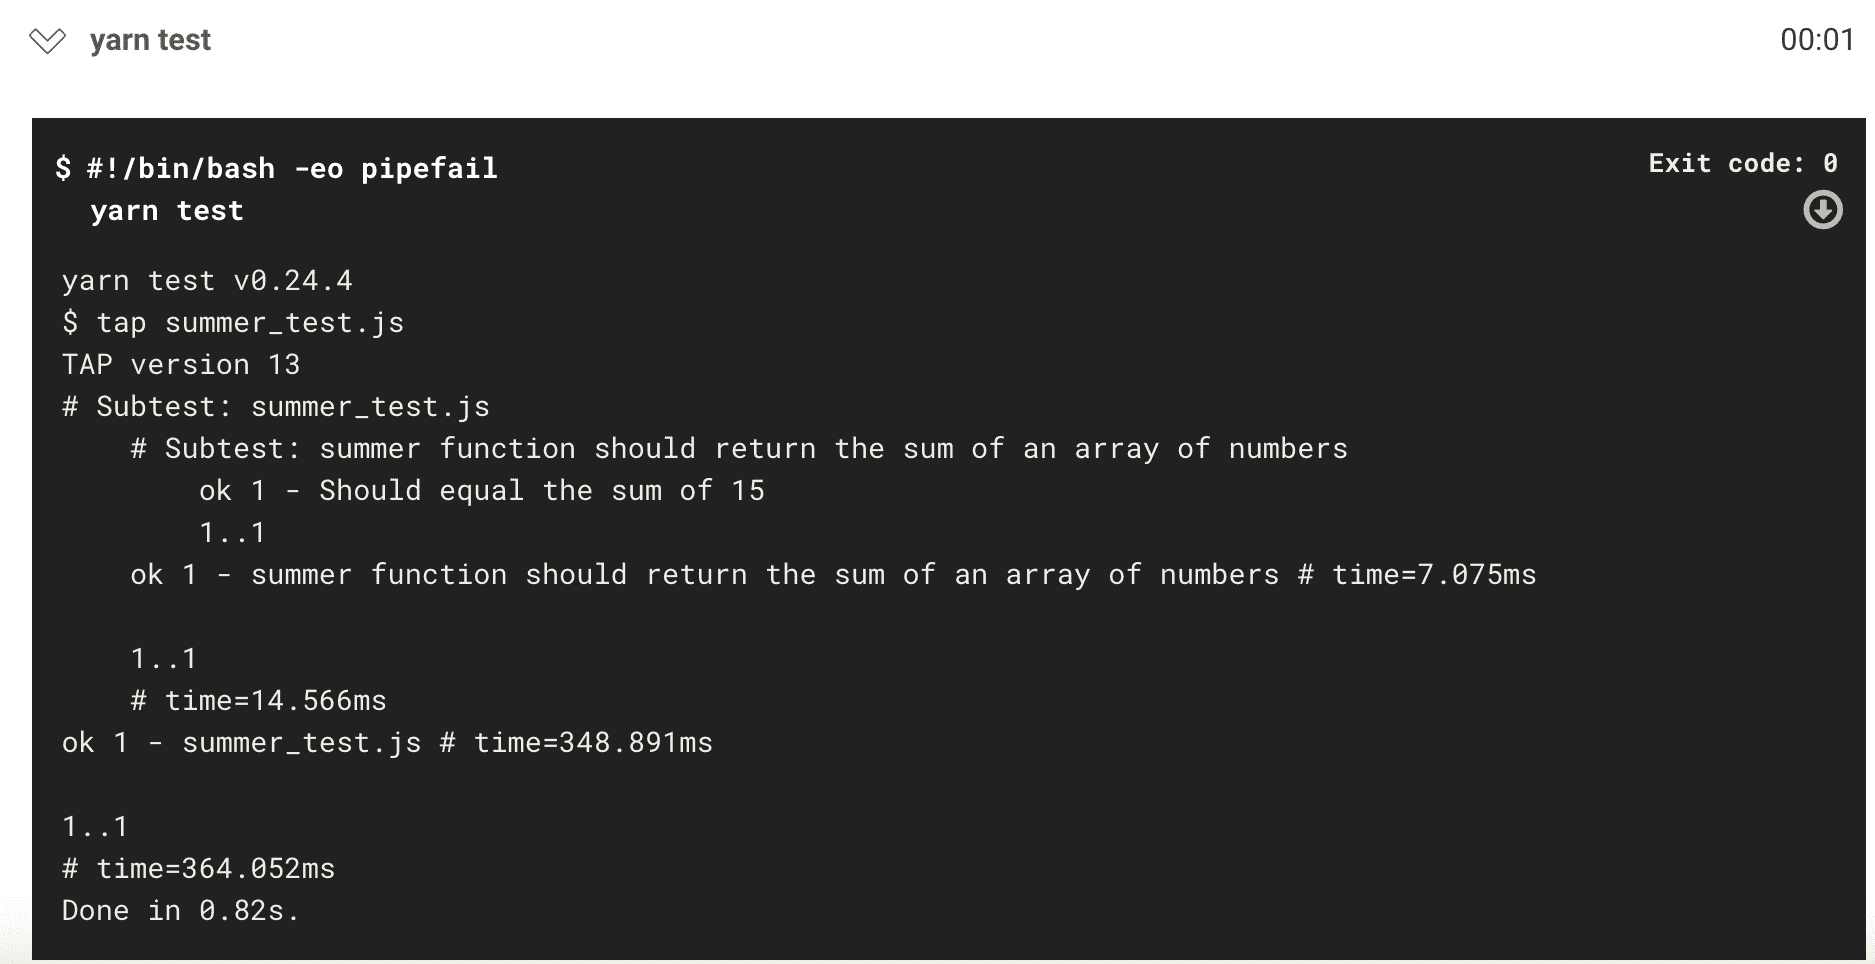 yarn test
00:01
$ #!/bin/bash -eo pipefail
yarn test
Exit code: 0
yarn test v0.24.4
$ tap summer_test.js
TAP version 13
# Subtest: summer_test.js
# Subtest: summer function should return the sum of an array of numbers
ok 1 - Should equal the sum of 15
1..1
ok 1 - summer function should return the sum of an array of numbers # time=7.075ms
1..1
# time=14.566ms
ok 1 - summer_test.js # time=348.891ms
1..1
# time=364.052ms
Done in 0.82s.